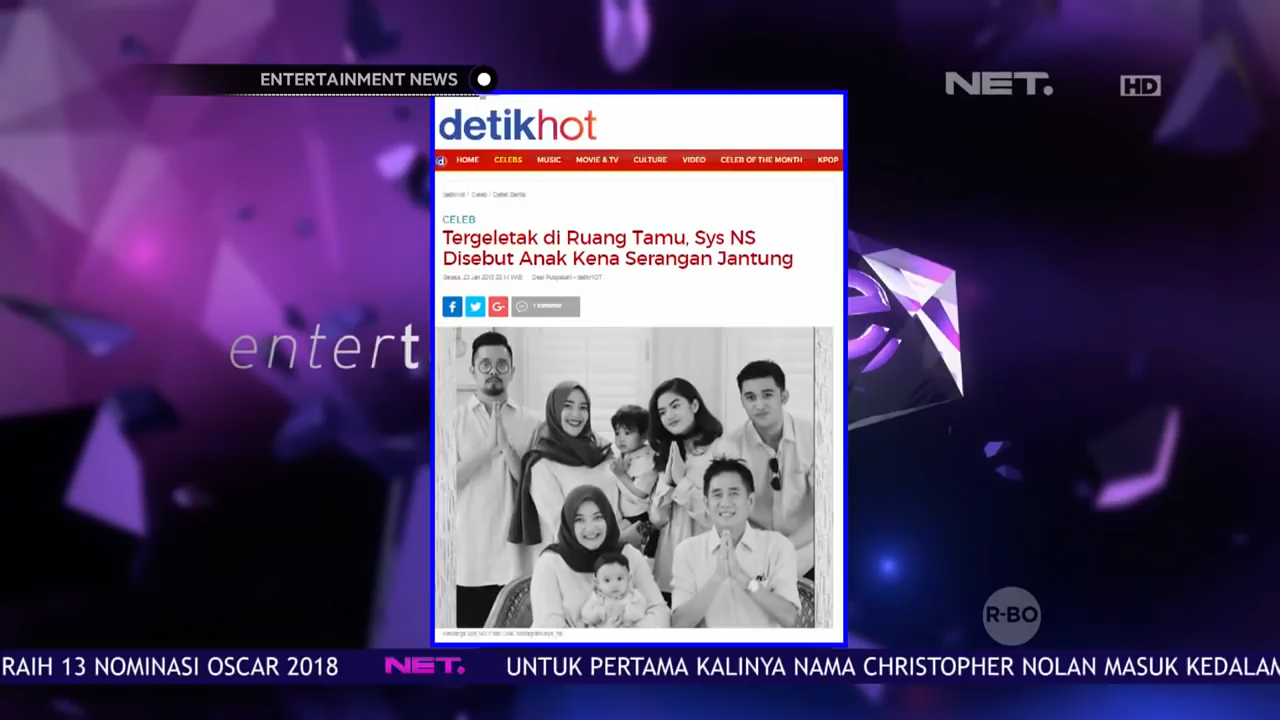 ENTERTAINMENT NEWS
NET.
HD
detikhot
HOME CELEBS MUSIC MOVIE & TV CULTURE VIDEO CELEB OF THE MONTH KPOP
CELEB
Tergeletak di Ruang Tamu, Sys NS
Disebut Anak Kena Serangan Jantung
entert
R-BO
RAIH 13 NOMINASI OSCAR 2018 NET. UNTUK PERTAMA KALINYA NAMA CHRISTOPHER NOLAN MASUK KEDALAM